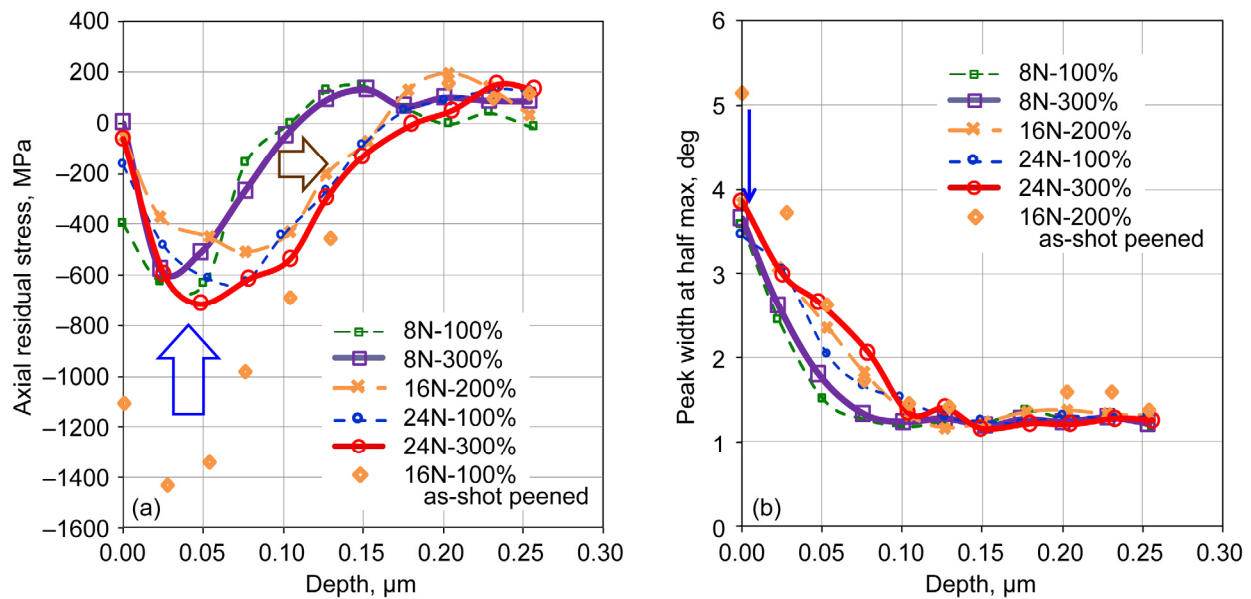 400
200
0
–200
–400
–600
–800
–1000
–1200
–1400
–1600
Axial residual stress, MPa
8N-100%
8N-300%
16N-200%
24N-100%
24N-300%
16N-100%
as-shot peened
(a)
0.00 0.05 0.10 0.15 0.20 0.25 0.30
Depth, µm
6
5
4
3
2
1
0
Peak width at half max, deg
8N-100%
8N-300%
16N-200%
24N-100%
24N-300%
16N-200%
as-shot peened
(b)
0.00 0.05 0.10 0.15 0.20 0.25 0.30
Depth, µm